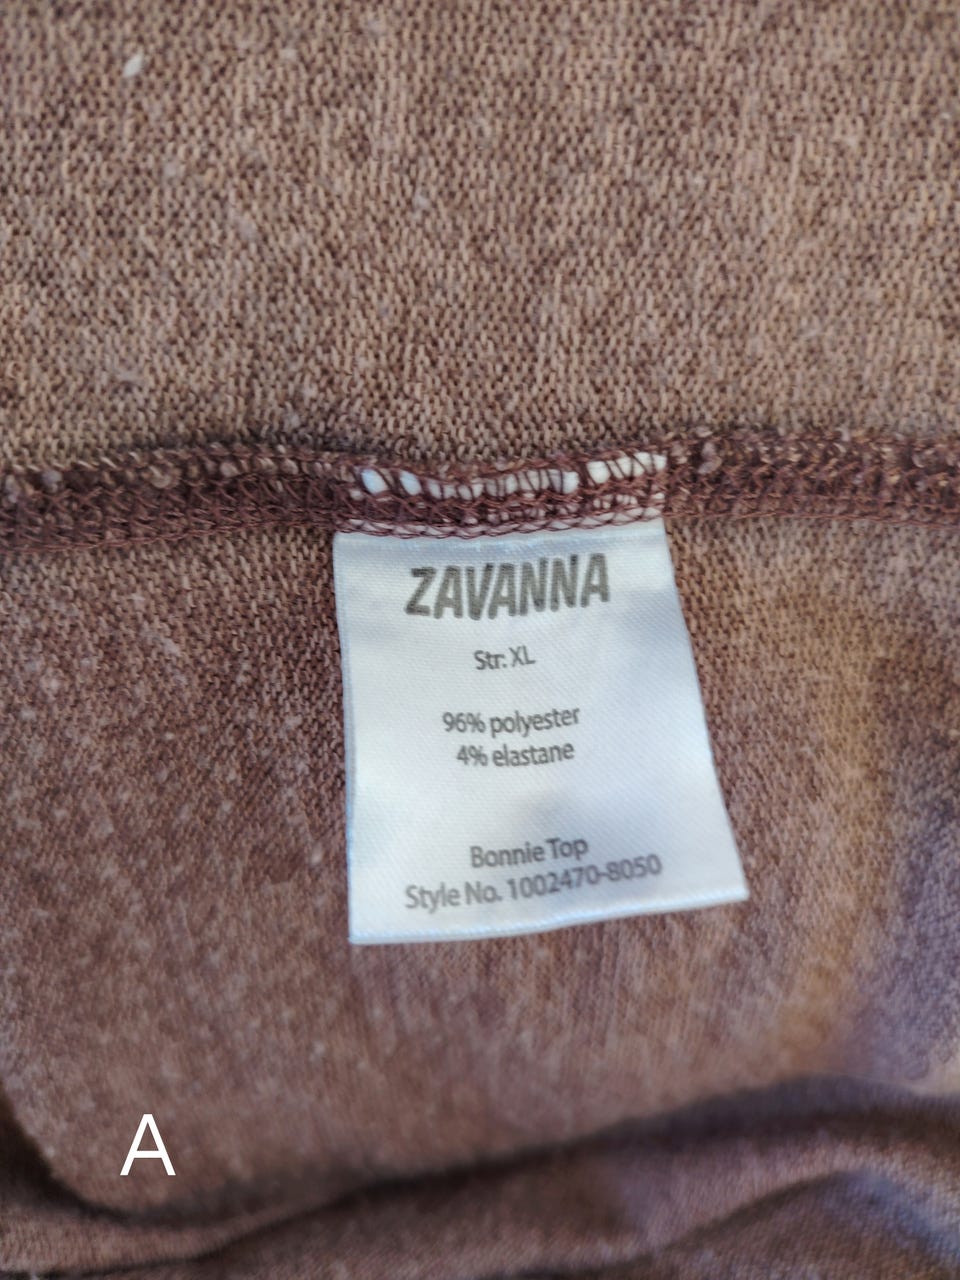 ZAVANNA
Str: XL
96% polyester
4% elastane
Bonnie Top
Style No. 1002470-8050
A